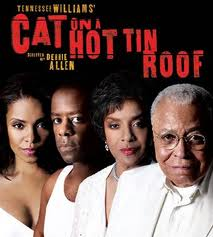 TENNESSEE WILLIAMS'
CAT ON A
HOT TIN
DIRECTED BY DEBBIE ALLEN
ROOF